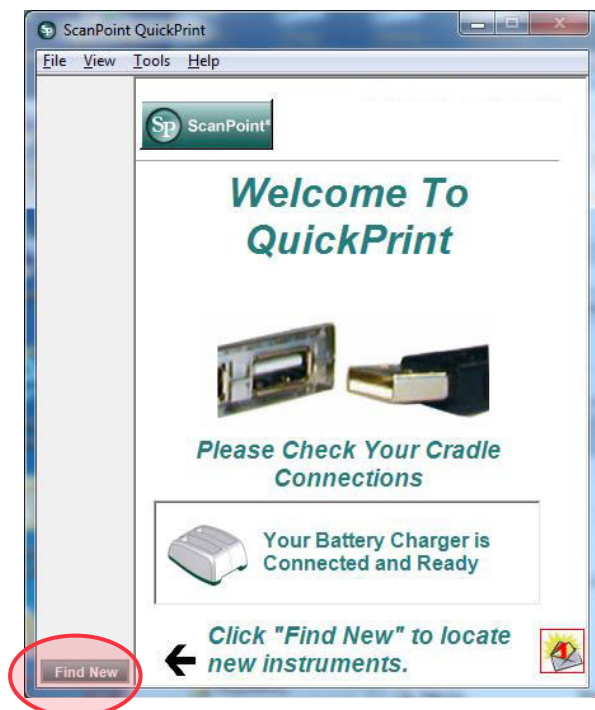 ScanPoint QuickPrint
File View Tools Help
Sp ScanPoint®
Welcome To
QuickPrint
Please Check Your Cradle
Connections
Your Battery Charger is
Connected and Ready
Click "Find New" to locate
new instruments.
Find New